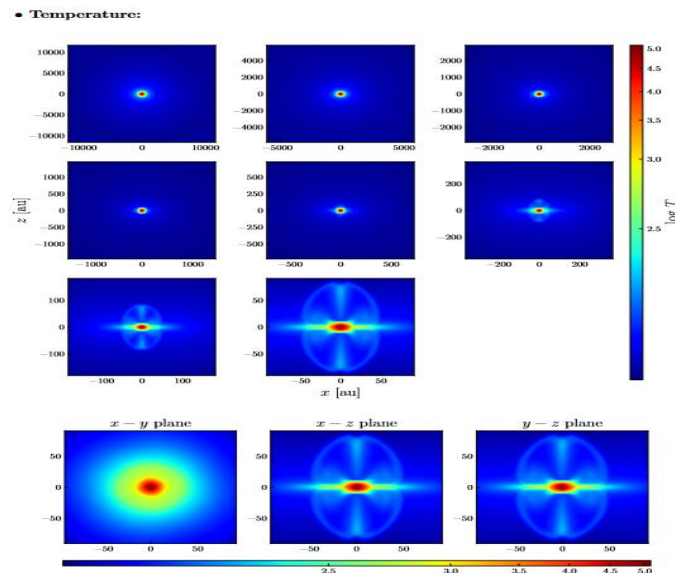 • Temperature:
10000
5000
0
−5000
−10000
−10000 0 10000
4000
2000
0
−2000
−4000
−5000 0 5000
2000
1000
0
−1000
−2000
−2000 0 2000
5.0
4.5
4.0
3.5
3.0
2.5
log T
z [au]
1000
500
0
−500
−1000
−1000 0 1000
500
250
0
−250
−500
−500 0 500
200
0
−200
−200 0 200
100
0
−100
−100 0 100
50
0
−50
−50 0 50
x [au]
x − y plane
x − z plane
y − z plane
50
0
−50
−50 0 50
50
0
−50
−50 0 50
50
0
−50
−50 0 50
2.5 3.0 3.5 4.0 4.5 5.0